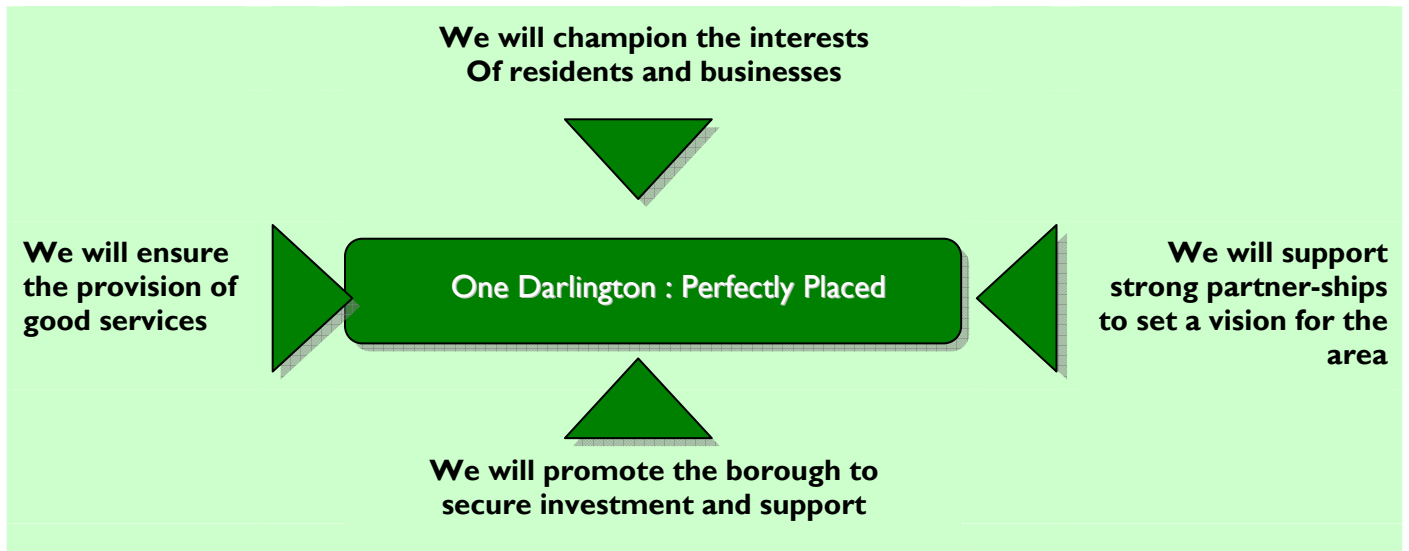 We will champion the interests
Of residents and businesses
We will ensure
the provision of
good services
One Darlington : Perfectly Placed
We will support
strong partner-ships
to set a vision for the
area
We will promote the borough to
secure investment and support